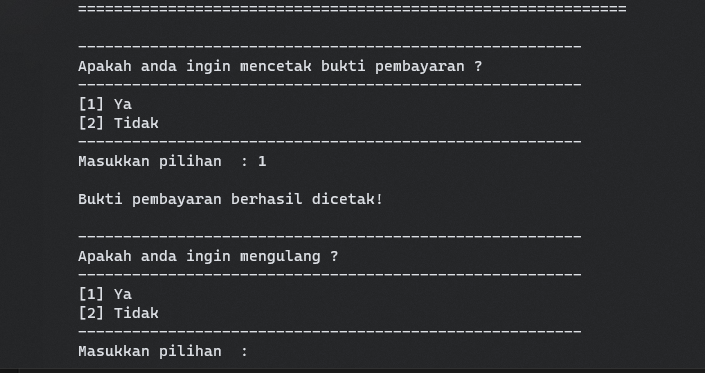 =============================================================
--------------------------------------------------------
Apakah anda ingin mencetak bukti pembayaran ?
--------------------------------------------------------
[1] Ya
[2] Tidak
--------------------------------------------------------
Masukkan pilihan  : 1
Bukti pembayaran berhasil dicetak!
--------------------------------------------------------
Apakah anda ingin mengulang ?
--------------------------------------------------------
[1] Ya
[2] Tidak
--------------------------------------------------------
Masukkan pilihan  :